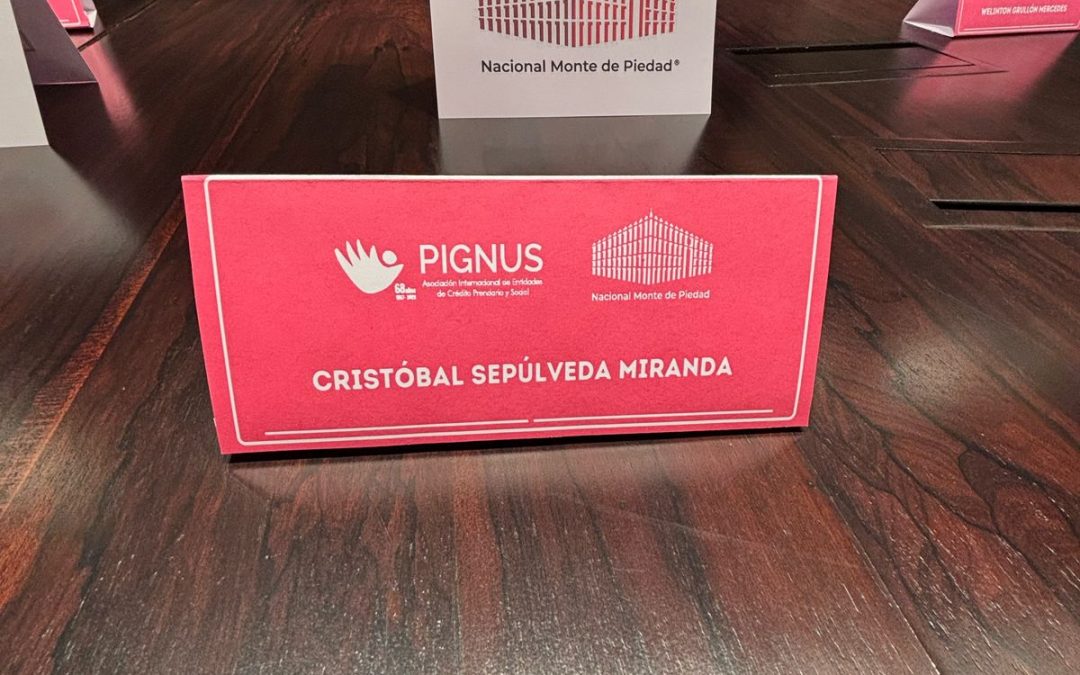 Nacional Monte de Piedad®
WELINTON GRULLÓN MERCEDES
PIGNUS
Asociación Internacional de Entidades
de Crédito Prendario y Social
68 años
Nacional Monte de Piedad
CRISTÓBAL SEPÚLVEDA MIRANDA